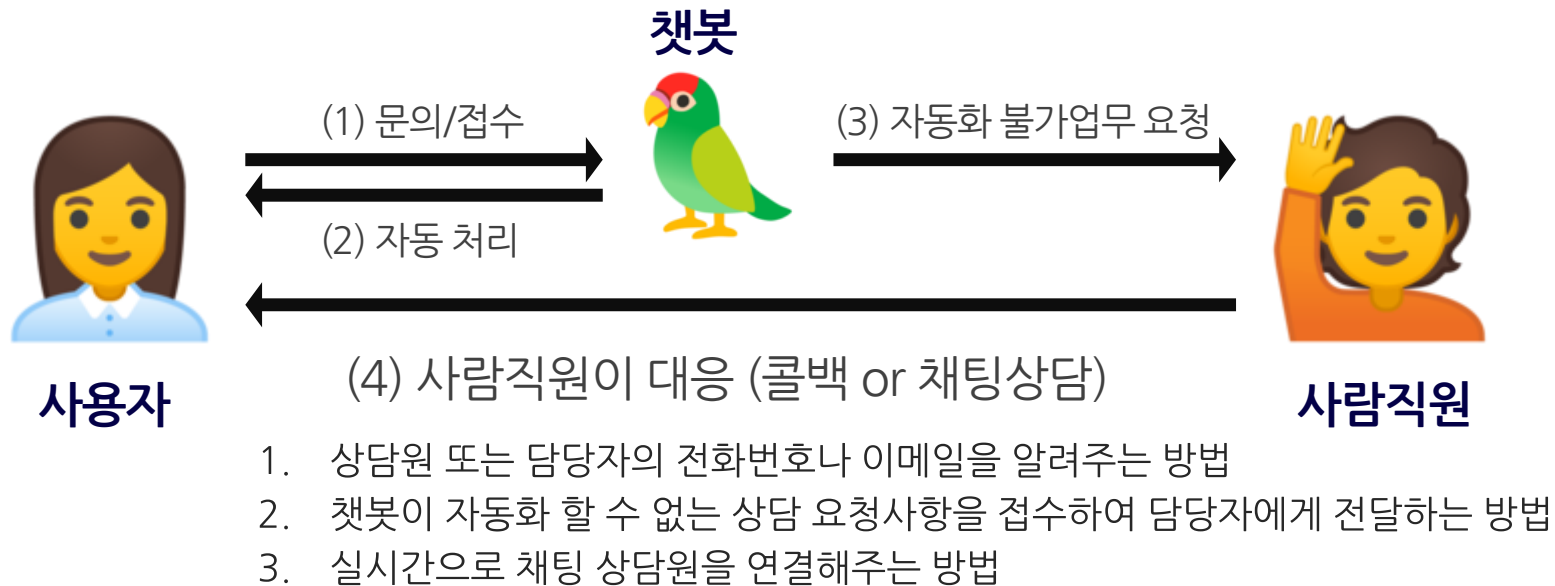 챗봇
(1) 문의/접수
(3) 자동화 불가업무 요청
(2) 자동 처리
(4) 사람직원이 대응 (콜백 or 채팅상담)
사용자
사람직원
1. 상담원 또는 담당자의 전화번호나 이메일을 알려주는 방법
2. 챗봇이 자동화 할 수 없는 상담 요청사항을 접수하여 담당자에게 전달하는 방법
3. 실시간으로 채팅 상담원을 연결해주는 방법